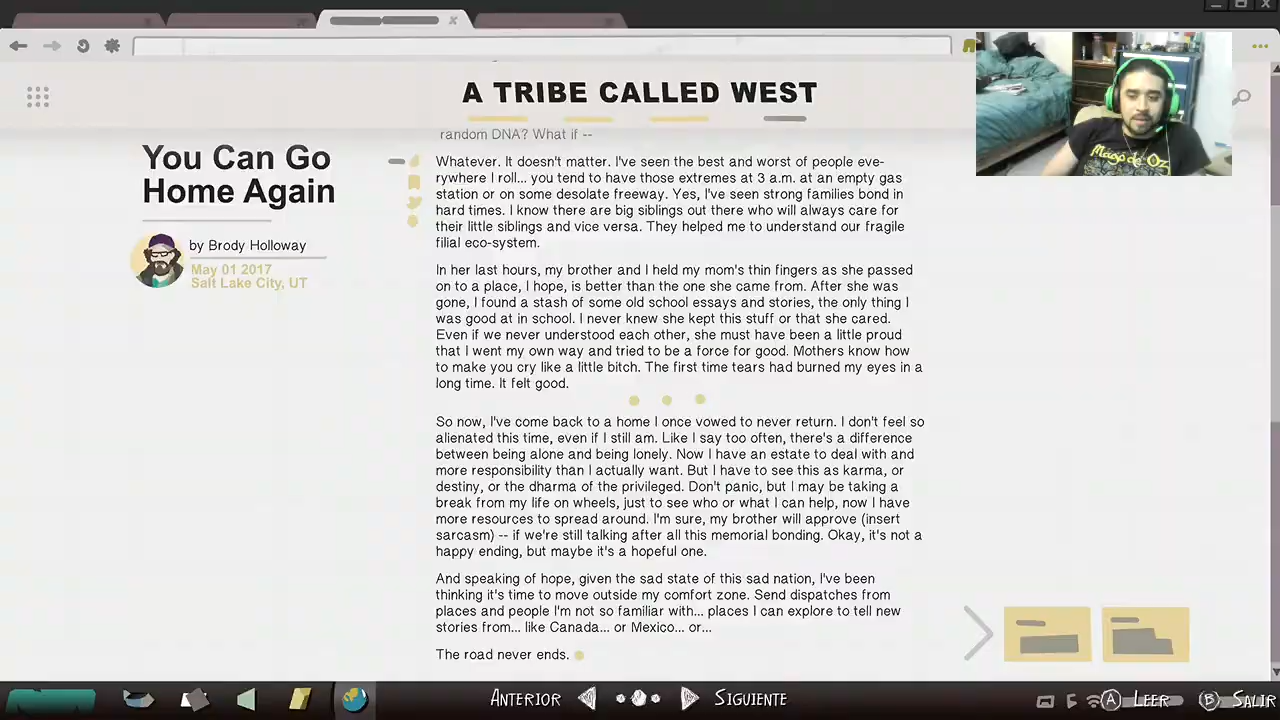 A TRIBE CALLED WEST
You Can Go
Home Again
by Brody Holloway
May 01 2017
Salt Lake City, UT
random DNA? What if --
Whatever. It doesn't matter. I've seen the best and worst of people eve-
rywhere I roll... you tend to have those extremes at 3 a.m. at an empty gas
station or on some desolate freeway. Yes, I've seen strong families bond in
hard times. I know there are big siblings out there who will always care for
their little siblings and vice versa. They helped me to understand our fragile
filial eco-system.
In her last hours, my brother and I held my mom's thin fingers as she passed
on to a place, I hope, is better than the one she came from. After she was
gone, I found a stash of some old school essays and stories, the only thing I
was good at in school. I never knew she kept this stuff or that she cared.
Even if we never understood each other, she must have been a little proud
that I went my own way and tried to be a force for good. Mothers know how
to make you cry like a little bitch. The first time tears had burned my eyes in a
long time. It felt good.
So now, I've come back to a home I once vowed to never return. I don't feel so
alienated this time, even if I still am. Like I say too often, there's a difference
between being alone and being lonely. Now I have an estate to deal with and
more responsibility than I actually want. But I have to see this as karma, or
destiny, or the dharma of the privileged. Don't panic, but I may be taking a
break from my life on wheels, just to see who or what I can help, now I have
more resources to spread around. I'm sure, my brother will approve (insert
sarcasm) -- if we're still talking after all this memorial bonding. Okay, it's not a
happy ending, but maybe it's a hopeful one.
And speaking of hope, given the sad state of this sad nation, I've been
thinking it's time to move outside my comfort zone. Send dispatches from
places and people I'm not so familiar with... places I can explore to tell new
stories from... like Canada... or Mexico... or...
The road never ends.
Mägo de Oz
ANTERIOR SIGUIENTE
A LEER B SALIR